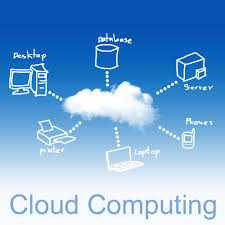 Database
Desktop
Server
Printer
Laptop
Phones
Cloud Computing